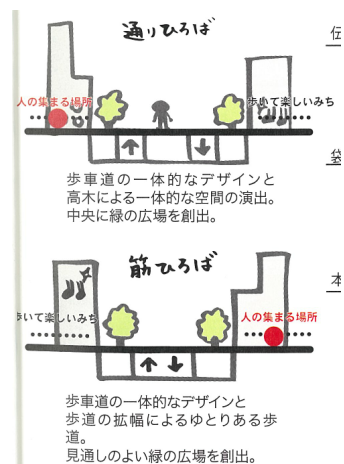 通りひろば
伝
人の集まる場所
歩いて楽しいみち
袋
歩車道の一体的なデザインと
高木による一体的な空間の演出。
中央に緑の広場を創出。
筋ひろば
本
歩いて楽しいみち
人の集まる場所
歩車道の一体的なデザインと
歩道の拡幅によるゆとりある歩
道。
見通しのよい緑の広場を創出。